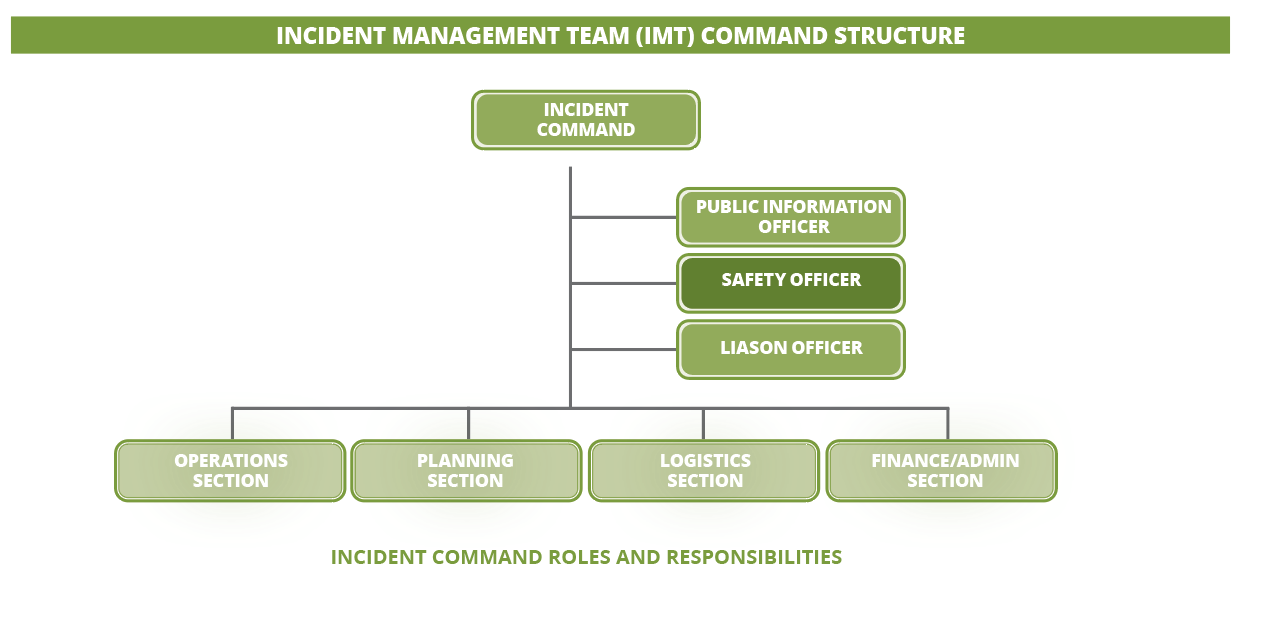 INCIDENT MANAGEMENT TEAM (IMT) COMMAND STRUCTURE
INCIDENT
COMMAND
PUBLIC INFORMATION
OFFICER
SAFETY OFFICER
LIASON OFFICER
OPERATIONS
SECTION
PLANNING
SECTION
LOGISTICS
SECTION
FINANCE/ADMIN
SECTION
INCIDENT COMMAND ROLES AND RESPONSIBILITIES